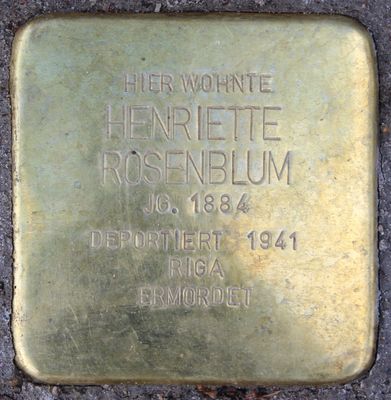 HIER WOHNTE
HENRIETTE
ROSENBLUM
JG. 1884
DEPORTIERT 1941
RIGA
ERMORDET